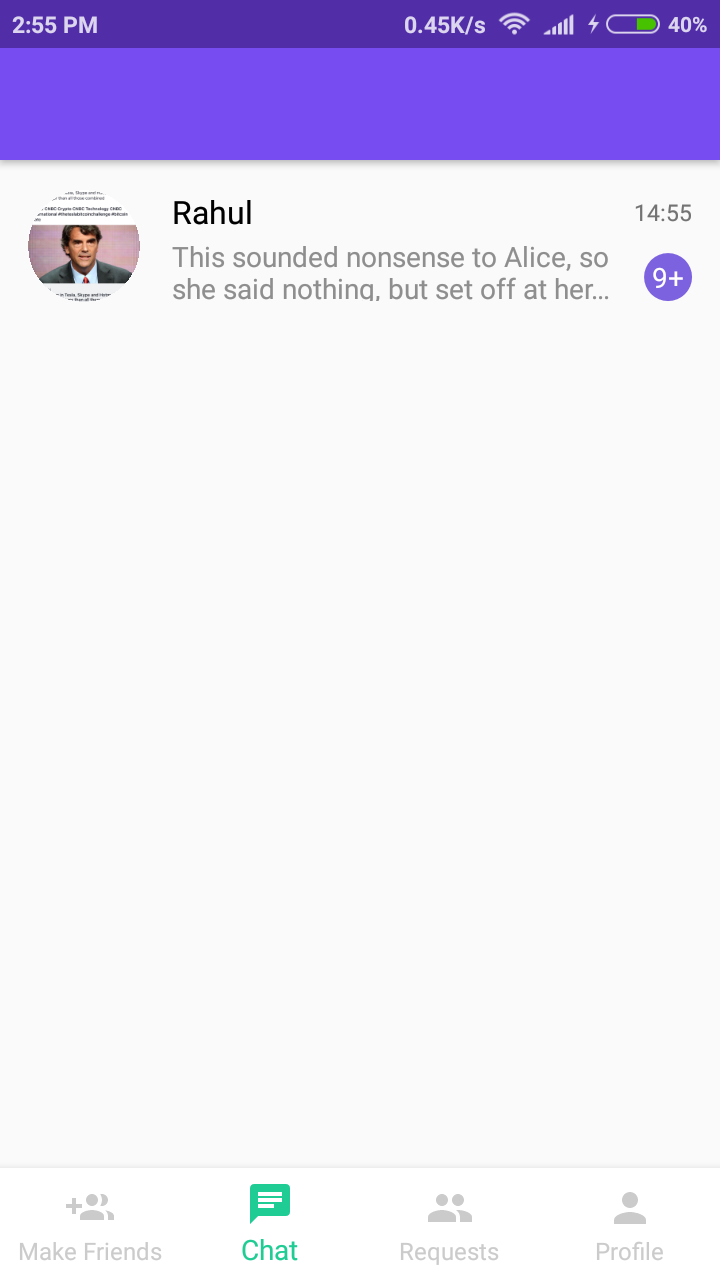 2:55 PM 0.45K/s 40%
Rahul 14:55
This sounded nonsense to Alice, so
she said nothing, but set off at her...
9+
Make Friends Chat Requests Profile